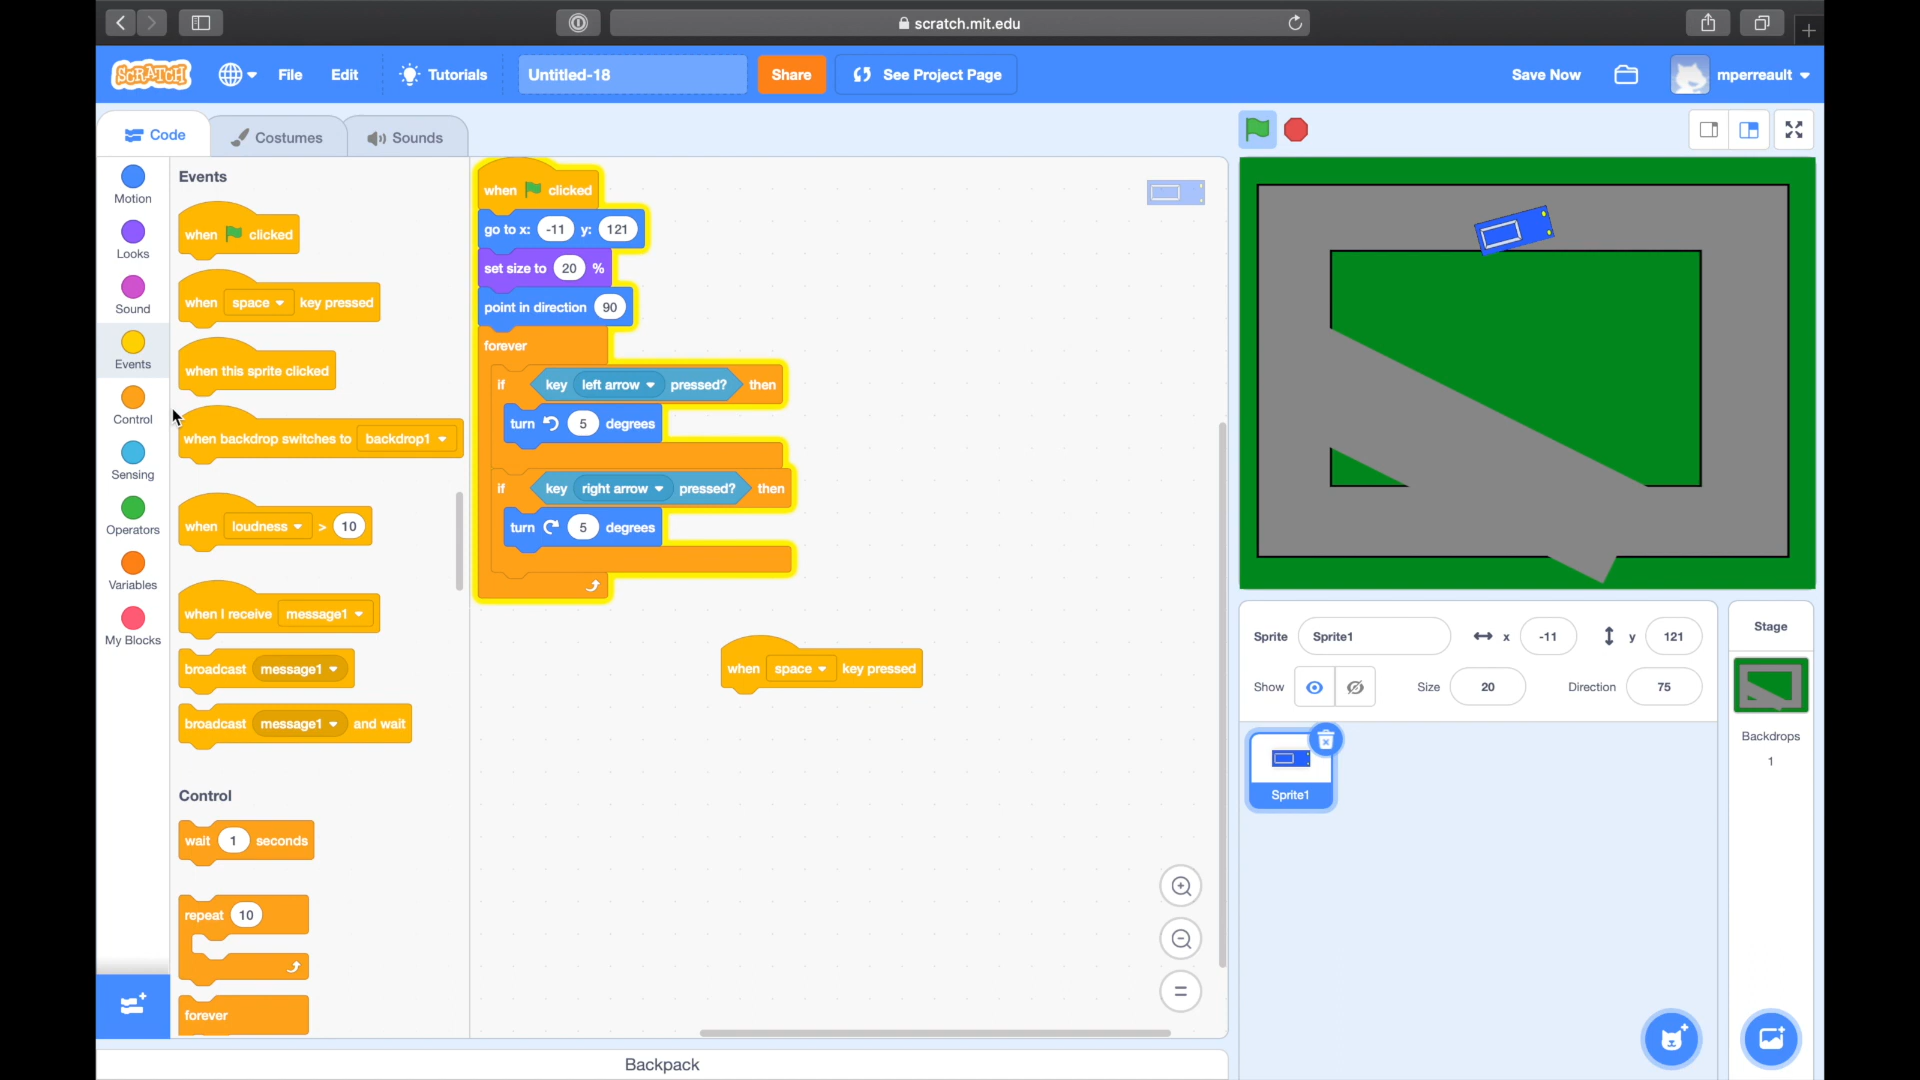 scratch.mit.edu
SCRATCH
File
Edit
Tutorials
Untitled-18
Share
See Project Page
Save Now
mperreault
Code
Costumes
Sounds
Motion
Looks
Sound
Events
Control
Sensing
Operators
Variables
My Blocks
Events
when clicked
when space key pressed
when this sprite clicked
when backdrop switches to backdrop1
when loudness > 10
when I receive message1
broadcast message1
broadcast message1 and wait
Control
wait 1 seconds
repeat 10
forever
when clicked
go to x: -11 y: 121
set size to 20 %
point in direction 90
forever
if key left arrow pressed? then
turn 5 degrees
if key right arrow pressed? then
turn 5 degrees
when space key pressed
Backpack
Sprite Sprite1 x -11 y 121
Show Size 20 Direction 75
Sprite1
Stage
Backdrops
1